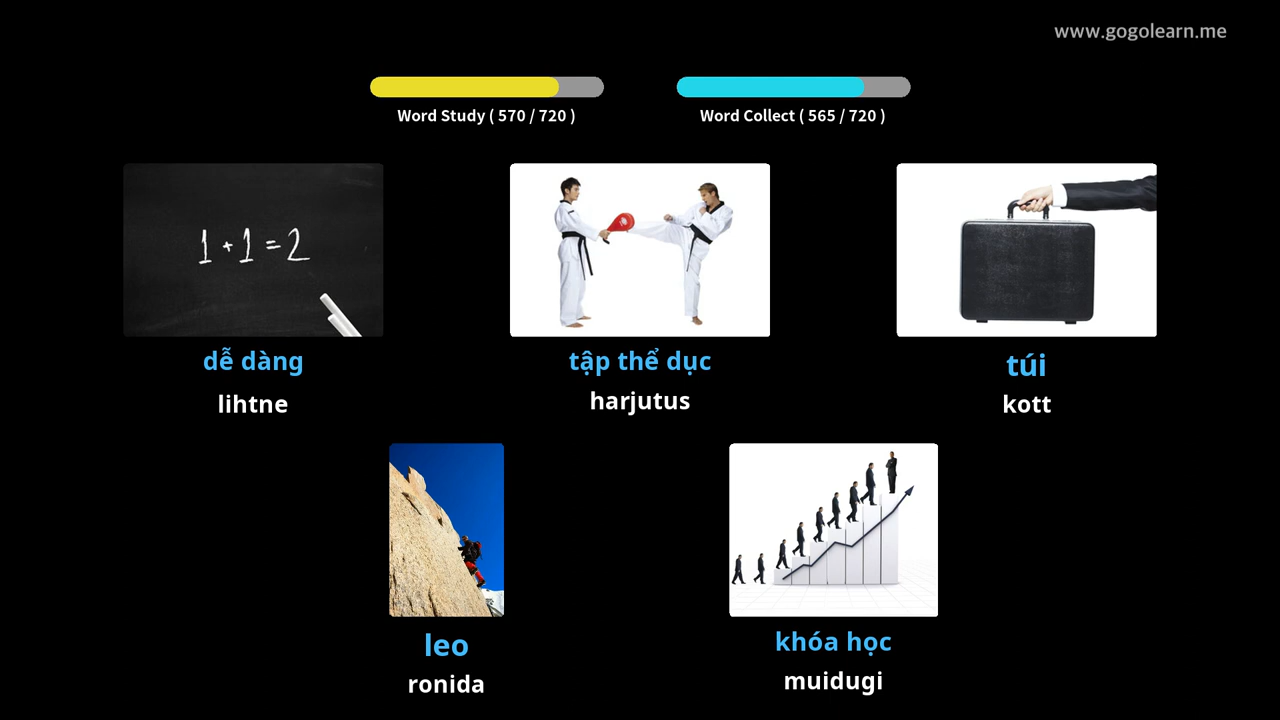 www.gogolearn.me
Word Study ( 570 / 720 )
Word Collect ( 565 / 720 )
1 + 1 = 2
dễ dàng
lihtne
tập thể dục
harjutus
túi
kott
leo
ronida
khóa học
muidugi